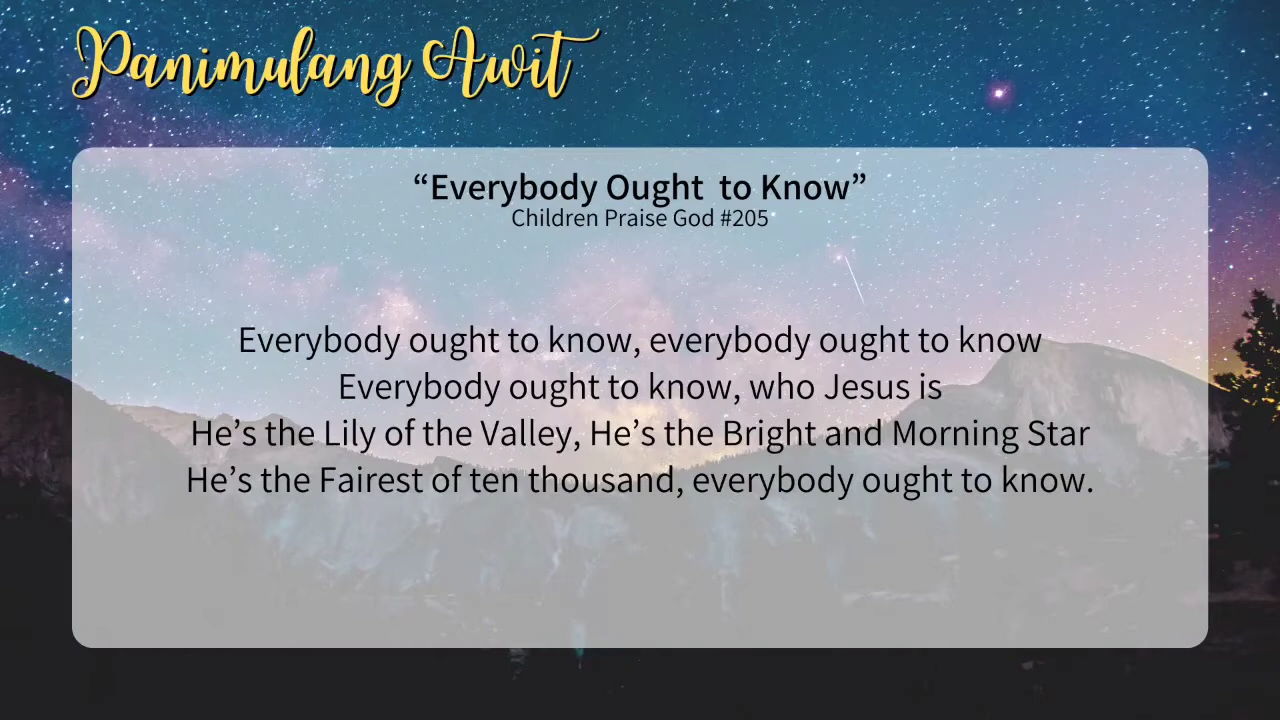 Panimulang Awit
“Everybody Ought  to Know”
Children Praise God #205
Everybody ought to know, everybody ought to know
Everybody ought to know, who Jesus is
He’s the Lily of the Valley, He’s the Bright and Morning Star
He’s the Fairest of ten thousand, everybody ought to know.